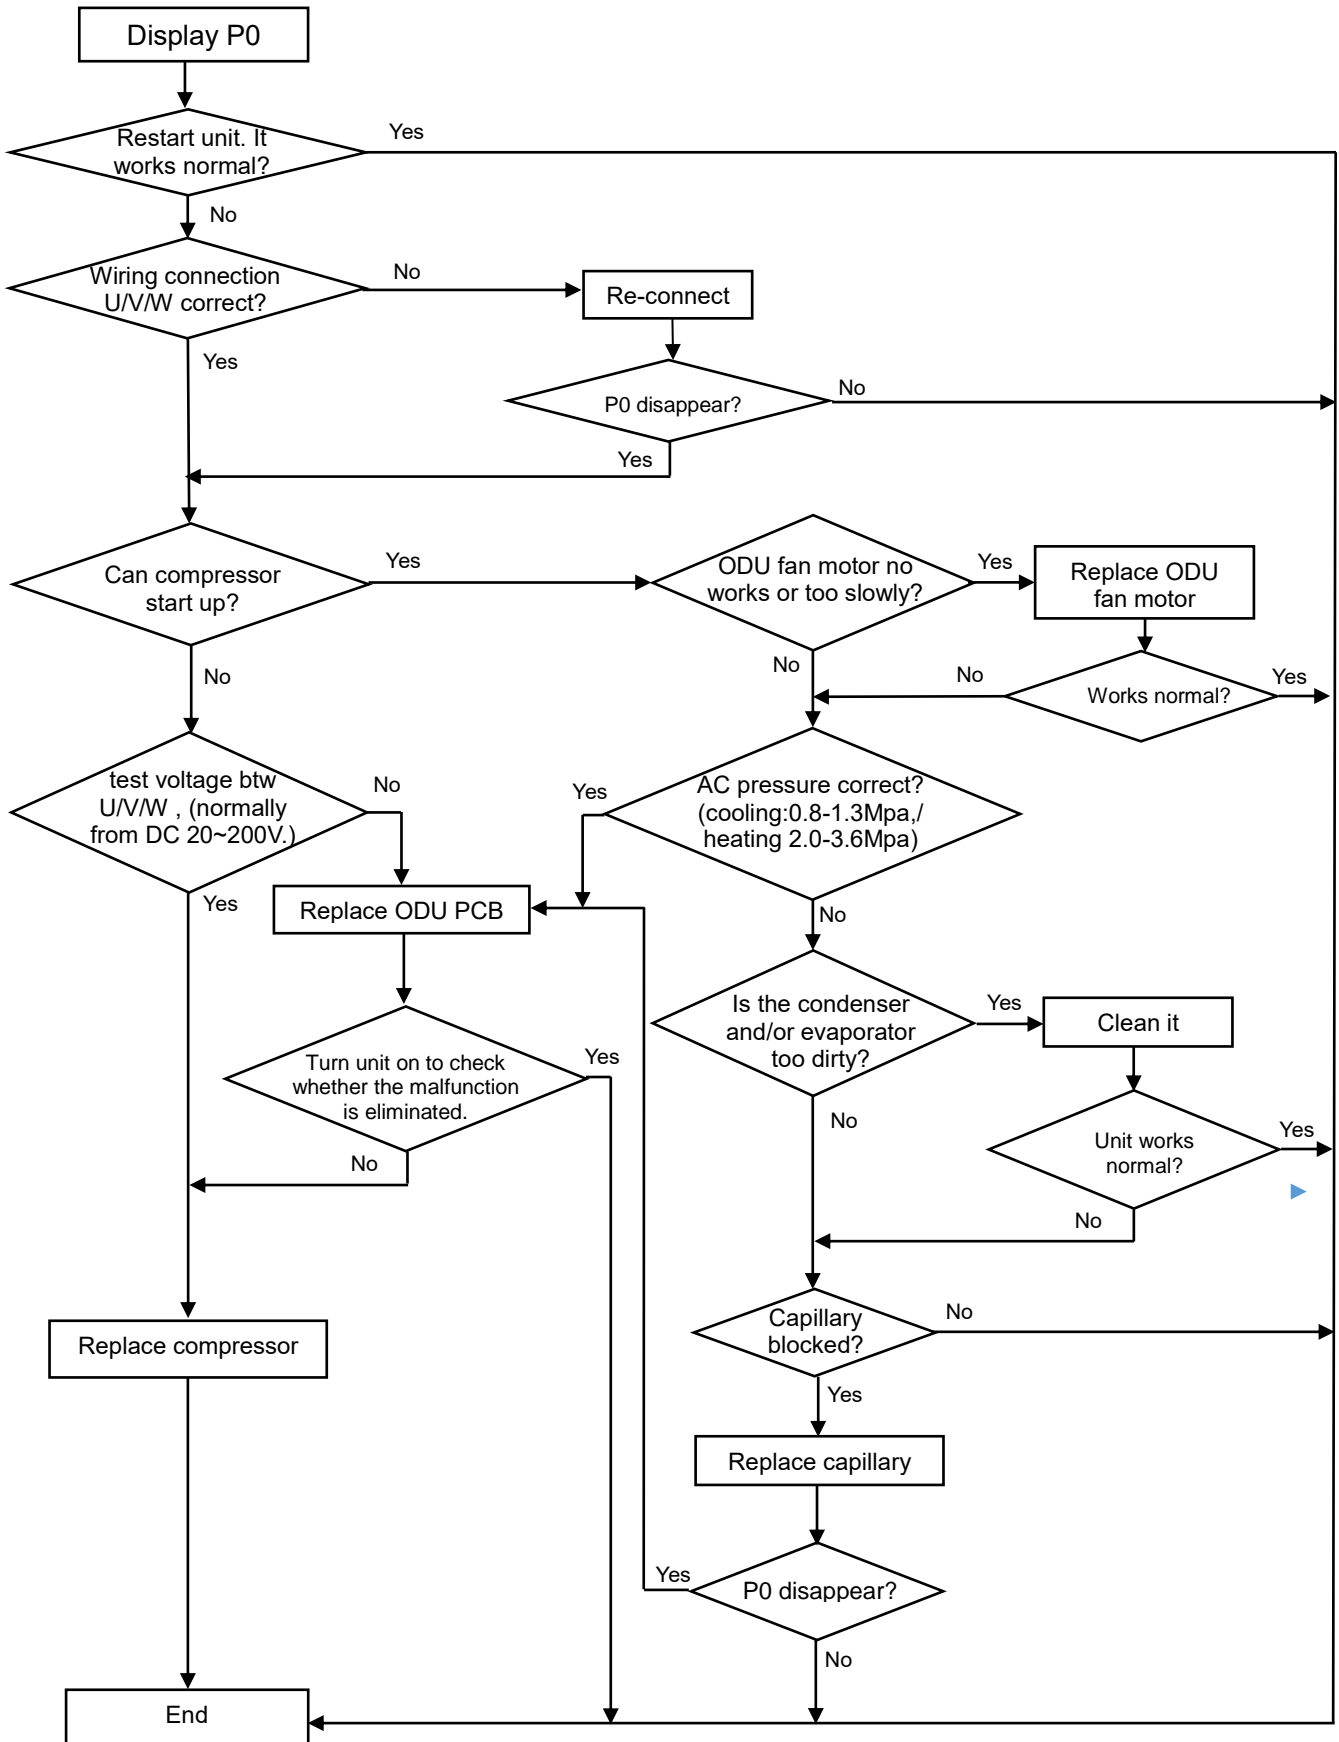 Display P0
Restart unit. It
works normal?
Yes
No
Wiring connection
U/V/W correct?
No
Re-connect
Yes
P0 disappear?
No
Yes
Can compressor
start up?
Yes
ODU fan motor no
works or too slowly?
Yes
Replace ODU
fan motor
No
No
No
Works normal?
Yes
test voltage btw
U/V/W , (normally
from DC 20~200V.)
No
Yes
AC pressure correct?
(cooling:0.8-1.3Mpa,/
heating 2.0-3.6Mpa)
Yes
Replace ODU PCB
No
Is the condenser
and/or evaporator
too dirty?
Yes
Clean it
Turn unit on to check
whether the malfunction
is eliminated.
Yes
No
No
Unit works
normal?
Yes
No
Capillary
blocked?
No
Replace compressor
Yes
Replace capillary
Yes
P0 disappear?
No
End